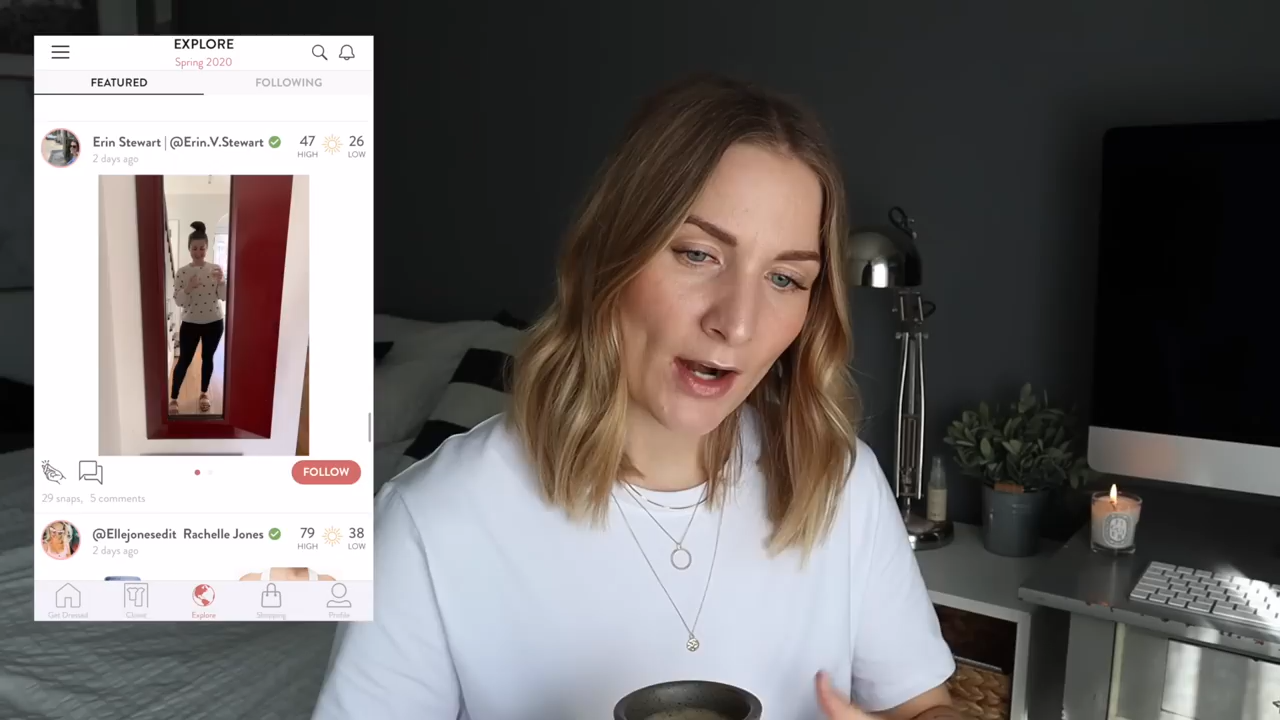 EXPLORE
Spring 2020
FEATURED
FOLLOWING
Erin Stewart | @Erin.V.Stewart
2 days ago
47
HIGH
26
LOW
FOLLOW
29 snaps, 5 comments
@Ellejonesedit Rachelle Jones
2 days ago
79
HIGH
38
LOW
Get Dressed
Closet
Explore
Shopping
Profile